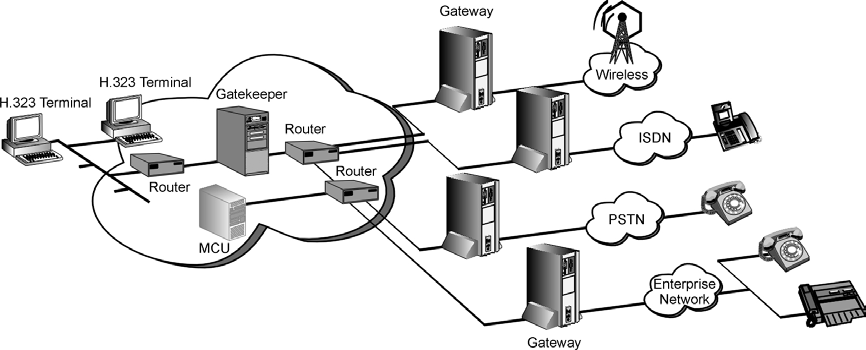 Gateway
H.323 Terminal
Gatekeeper
Wireless
H.323 Terminal
Router
ISDN
Router
Router
PSTN
MCU
Enterprise
Network
Gateway